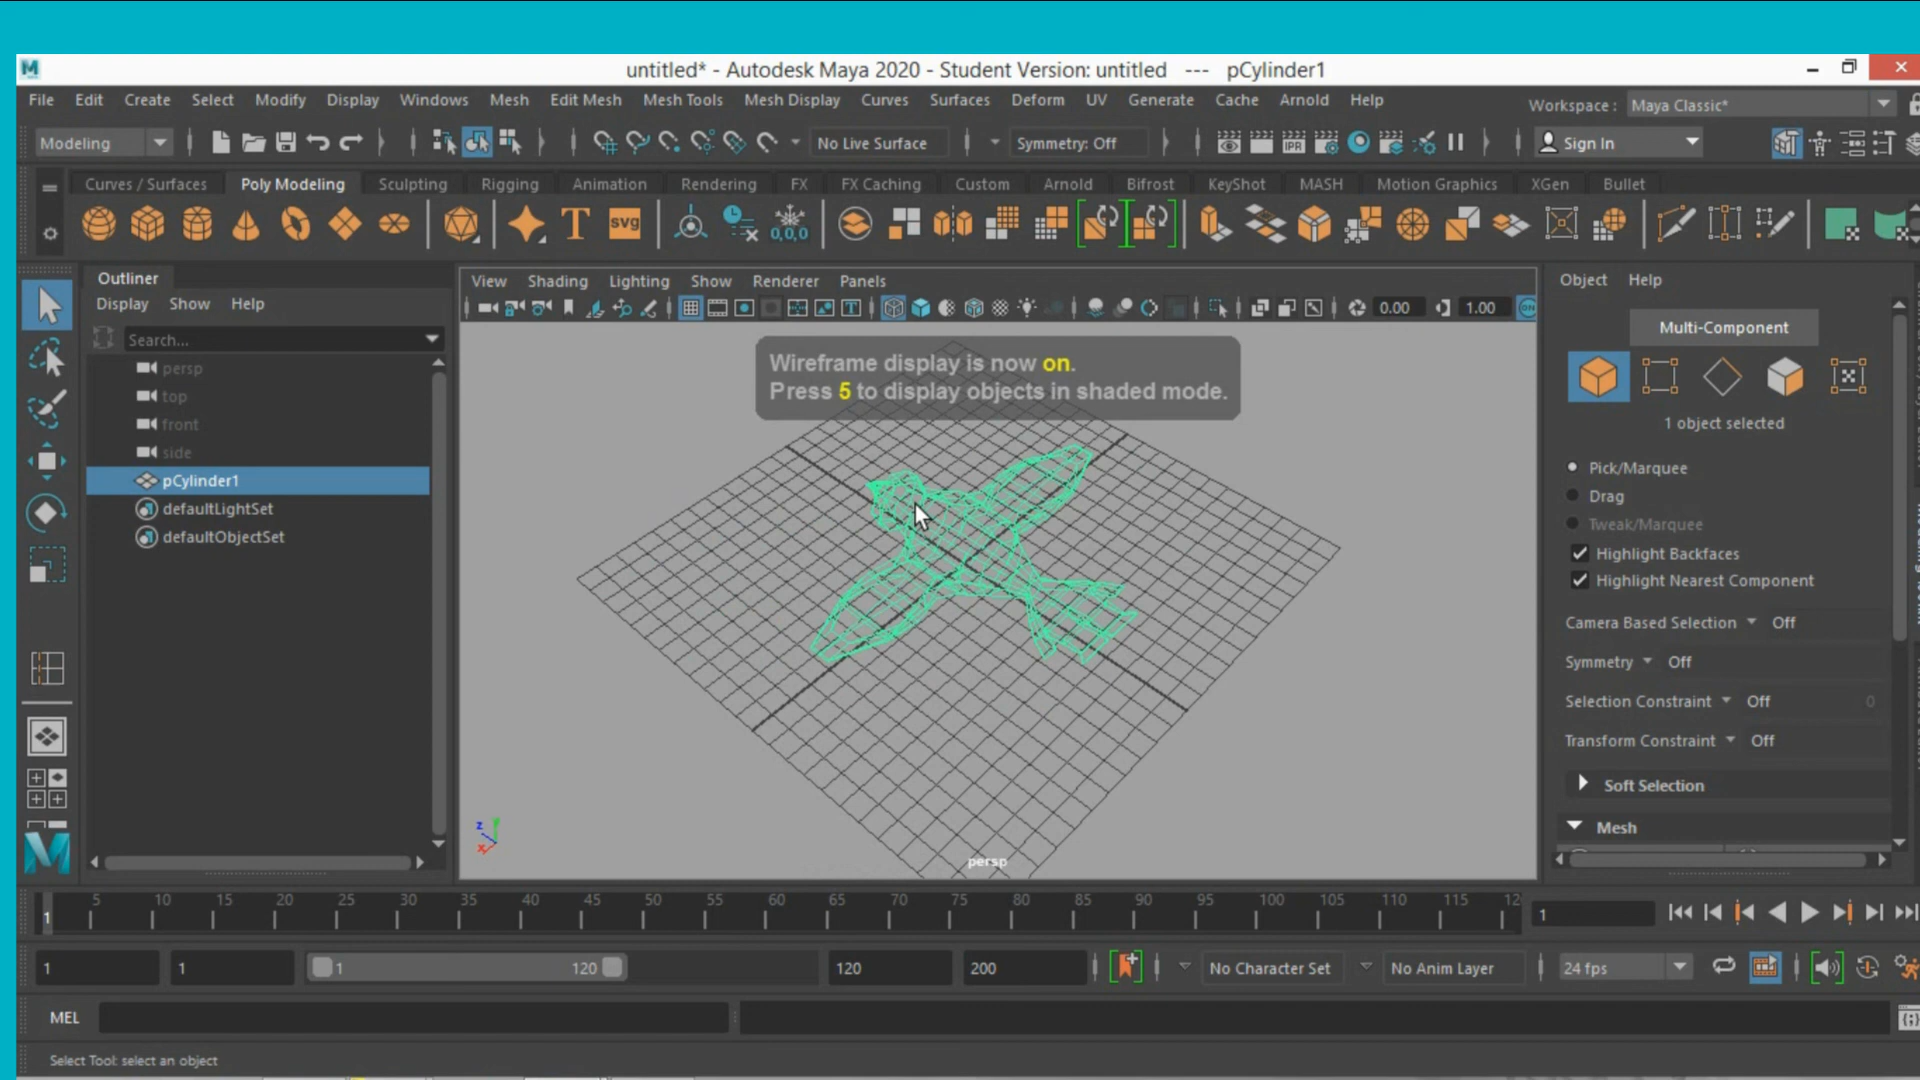 untitled* - Autodesk Maya 2020 - Student Version: untitled --- pCylinder1
File Edit Create Select Modify Display Windows Mesh Edit Mesh Mesh Tools Mesh Display Curves Surfaces Deform UV Generate Cache Arnold Help
Workspace : Maya Classic*
Modeling No Live Surface Symmetry: Off IPR Sign In
Curves / Surfaces Poly Modeling Sculpting Rigging Animation Rendering FX FX Caching Custom Arnold Bifrost KeyShot MASH Motion Graphics XGen Bullet
T svg 0,0,0
Outliner
Display Show Help
Search...
persp
top
front
side
pCylinder1
defaultLightSet
defaultObjectSet
View Shading Lighting Show Renderer Panels
0.00 1.00 ON
Wireframe display is now on.
Press 5 to display objects in shaded mode.
z
x
persp
Object Help
Multi-Component
1 object selected
Pick/Marquee
Drag
Tweak/Marquee
Highlight Backfaces
Highlight Nearest Component
Camera Based Selection Off
Symmetry Off
Selection Constraint Off 0
Transform Constraint Off
Soft Selection
Mesh
1 5 10 15 20 25 30 35 40 45 50 55 60 65 70 75 80 85 90 95 100 105 110 115 12 1
1 1 1 120 120 200 No Character Set No Anim Layer 24 fps
MEL
Select Tool: select an object